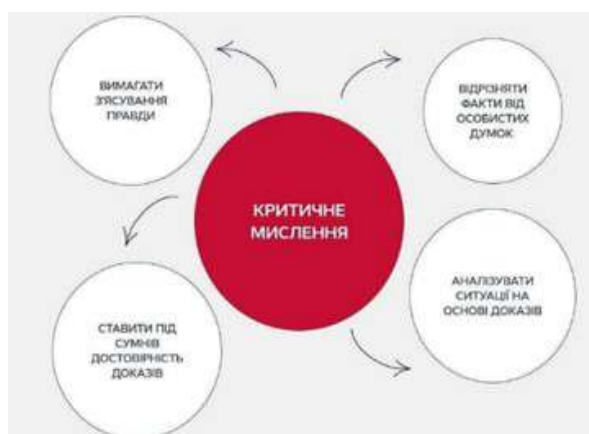 ВИМАГАТИ
З'ЯСУВАННЯ
ПРАВДИ
ВІДРІЗНЯТИ
ФАКТИ ВІД
ОСОБИСТИХ
ДУМОК
КРИТИЧНЕ
МИСЛЕННЯ
АНАЛІЗУВАТИ
СИТУАЦІЇ НА
ОСНОВІ ДОКАЗІВ
СТАВИТИ ПІД
СУМНІВ
ДОСТОВІРНІСТЬ
ДОКАЗІВ